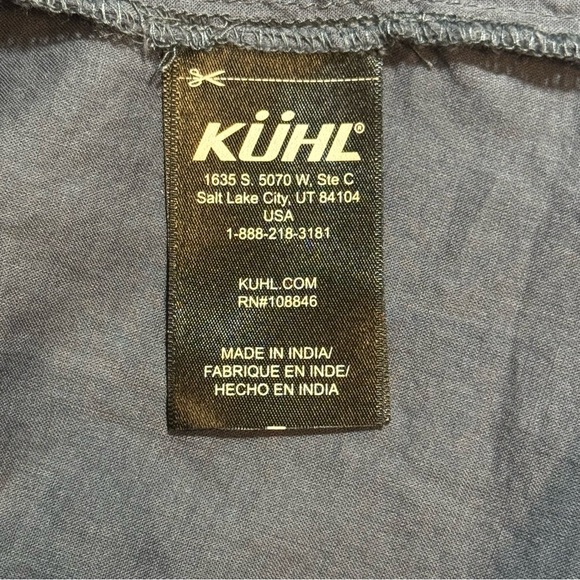 KÜHL®
1635 S. 5070 W, Ste C
Salt Lake City, UT 84104
USA
1-888-218-3181
KUHL.COM
RN#108846
MADE IN INDIA/
FABRIQUE EN INDE/
HECHO EN INDIA